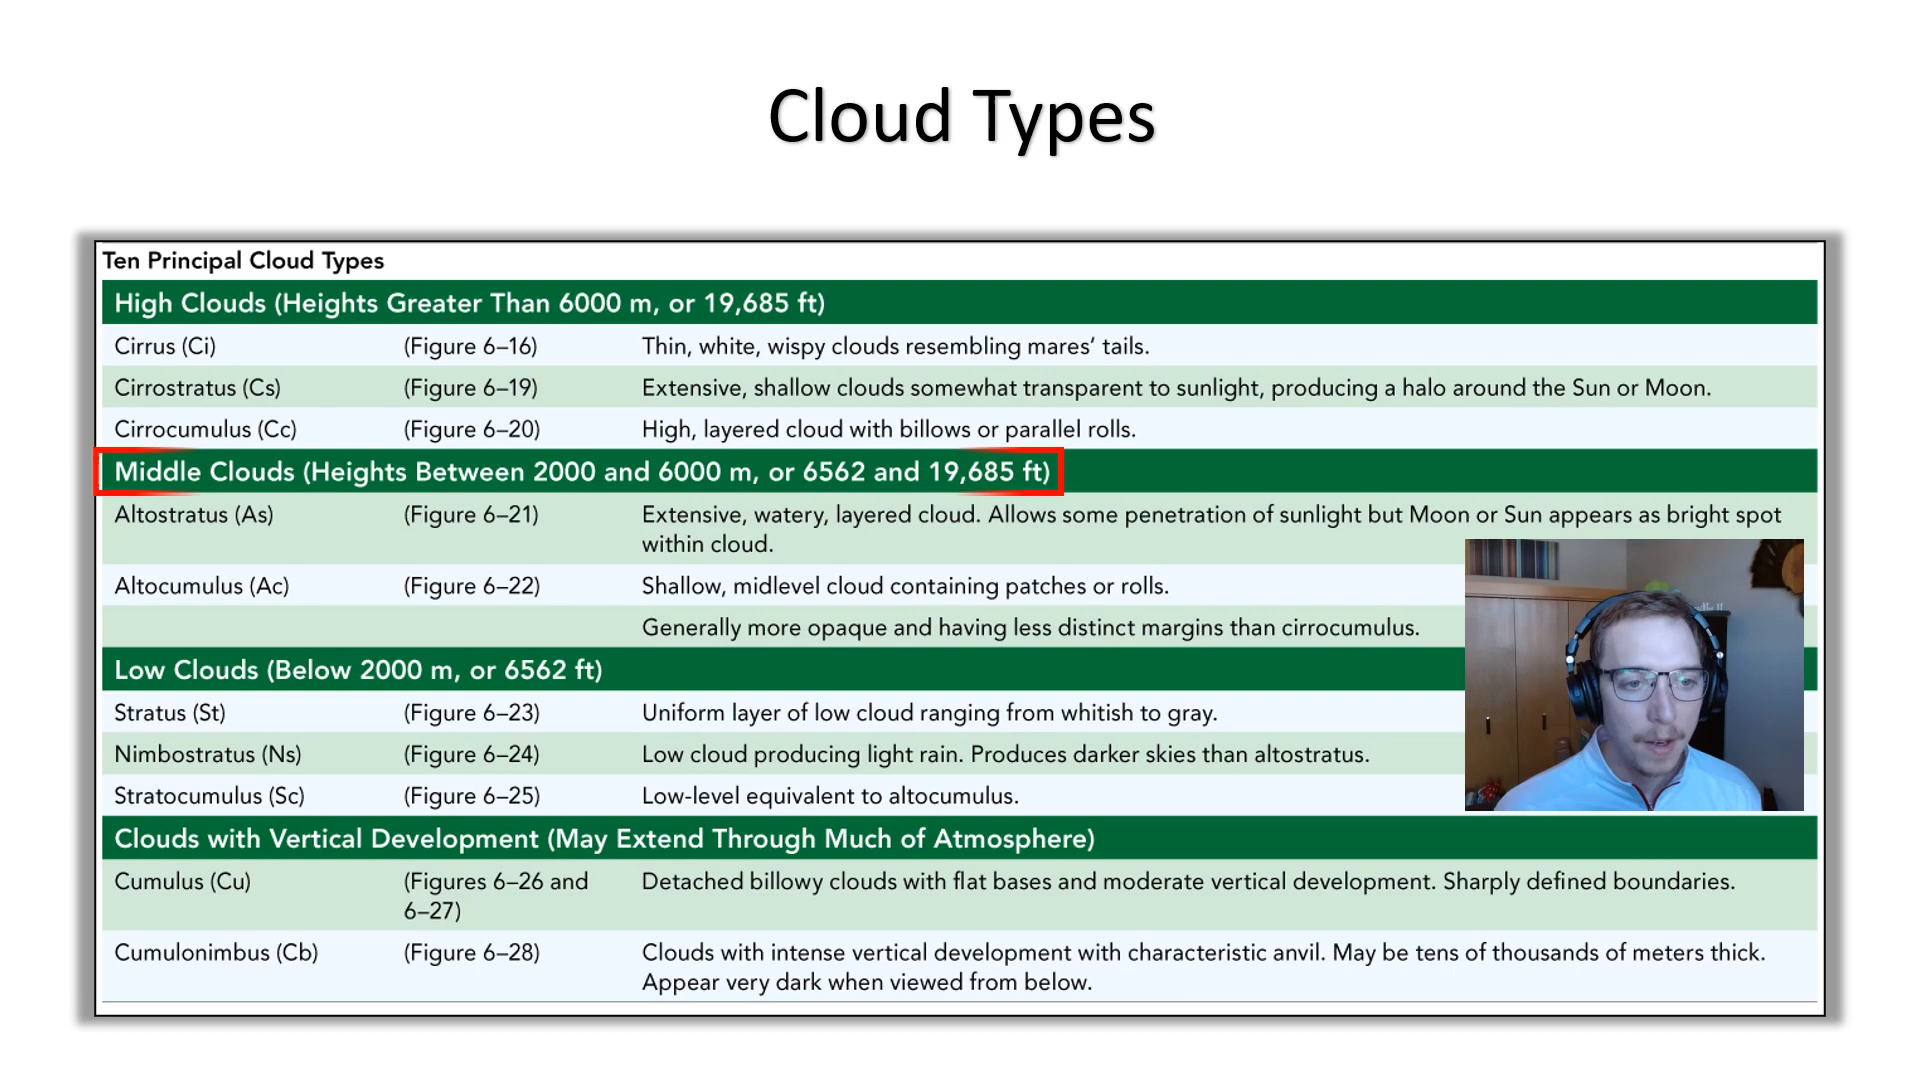 Cloud Types
Ten Principal Cloud Types
High Clouds (Heights Greater Than 6000 m, or 19,685 ft)
Cirrus (Ci) (Figure 6–16) Thin, white, wispy clouds resembling mares’ tails.
Cirrostratus (Cs) (Figure 6–19) Extensive, shallow clouds somewhat transparent to sunlight, producing a halo around the Sun or Moon.
Cirrocumulus (Cc) (Figure 6–20) High, layered cloud with billows or parallel rolls.
Middle Clouds (Heights Between 2000 and 6000 m, or 6562 and 19,685 ft)
Altostratus (As) (Figure 6–21) Extensive, watery, layered cloud. Allows some penetration of sunlight but Moon or Sun appears as bright spot
within cloud.
Altocumulus (Ac) (Figure 6–22) Shallow, midlevel cloud containing patches or rolls.
Generally more opaque and having less distinct margins than cirrocumulus.
Low Clouds (Below 2000 m, or 6562 ft)
Stratus (St) (Figure 6–23) Uniform layer of low cloud ranging from whitish to gray.
Nimbostratus (Ns) (Figure 6–24) Low cloud producing light rain. Produces darker skies than altostratus.
Stratocumulus (Sc) (Figure 6–25) Low-level equivalent to altocumulus.
Clouds with Vertical Development (May Extend Through Much of Atmosphere)
Cumulus (Cu) (Figures 6–26 and Detached billowy clouds with flat bases and moderate vertical development. Sharply defined boundaries.
6–27)
Cumulonimbus (Cb) (Figure 6–28) Clouds with intense vertical development with characteristic anvil. May be tens of thousands of meters thick.
Appear very dark when viewed from below.